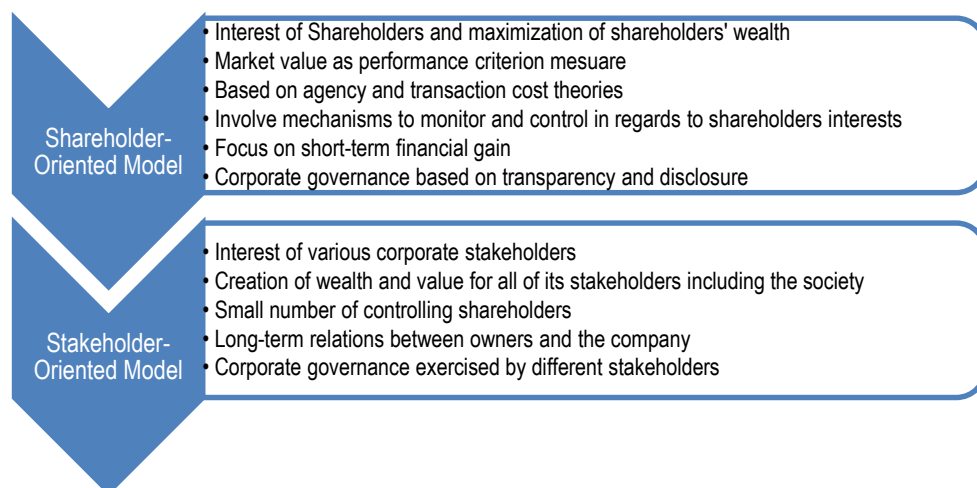 Shareholder-
Oriented Model
• Interest of Shareholders and maximization of shareholders' wealth
• Market value as performance criterion mesuare
• Based on agency and transaction cost theories
• Involve mechanisms to monitor and control in regards to shareholders interests
• Focus on short-term financial gain
• Corporate governance based on transparency and disclosure
Stakeholder-
Oriented Model
• Interest of various corporate stakeholders
• Creation of wealth and value for all of its stakeholders including the society
• Small number of controlling shareholders
• Long-term relations between owners and the company
• Corporate governance exercised by different stakeholders